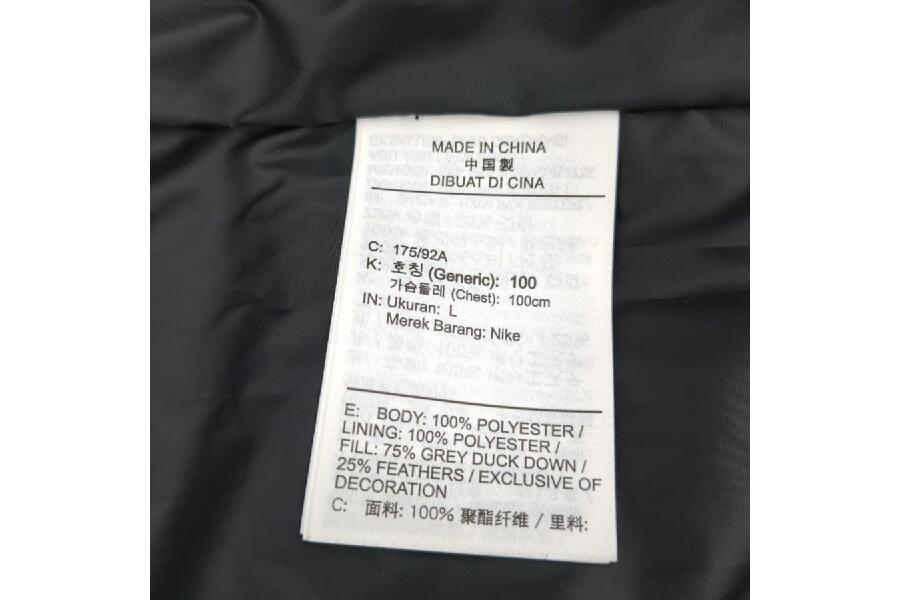 MADE IN CHINA
中国製
DIBUAT DI CINA
C: 175/92A
K: 호칭 (Generic): 100
가슴둘레 (Chest): 100cm
IN: Ukuran: L
Merek Barang: Nike
E: BODY: 100% POLYESTER /
LINING: 100% POLYESTER /
FILL: 75% GREY DUCK DOWN /
25% FEATHERS / EXCLUSIVE OF
DECORATION
C: 面料: 100% 聚酯纤维 / 里料: